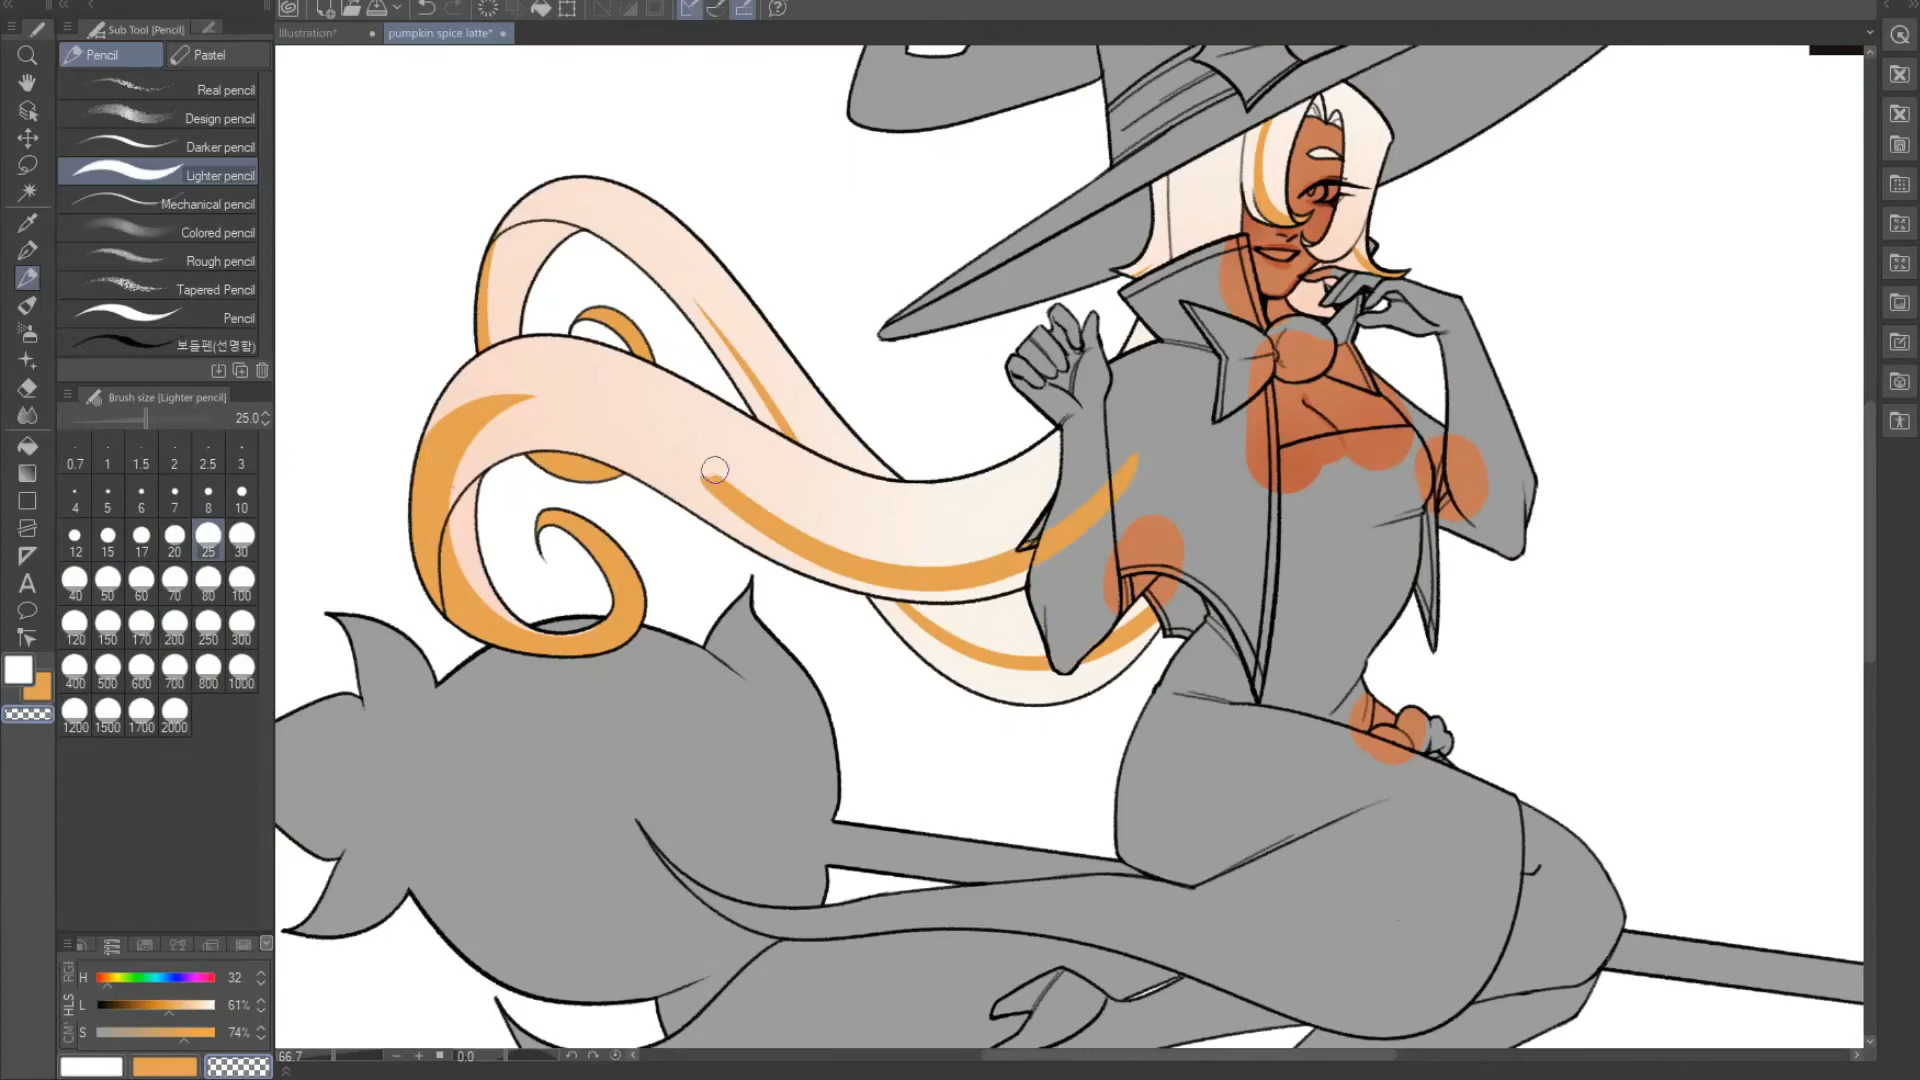 Sub Tool [Pencil]
Illustration*
pumpkin spice latte*
Pencil
Pastel
Real pencil
Design pencil
Darker pencil
Lighter pencil
Mechanical pencil
Colored pencil
Rough pencil
Tapered Pencil
Pencil
보들펜(선명함)
Brush size [Lighter pencil]
25.0
0.7 1 1.5 2 2.5 3
4 5 6 7 8 10
12 15 17 20 25 30
40 50 60 70 80 100
120 150 170 200 250 300
400 500 600 700 800 1000
1200 1500 1700 2000
RGB
HLS
CM
H 32
L 61%
S 74%
66.7
0.0